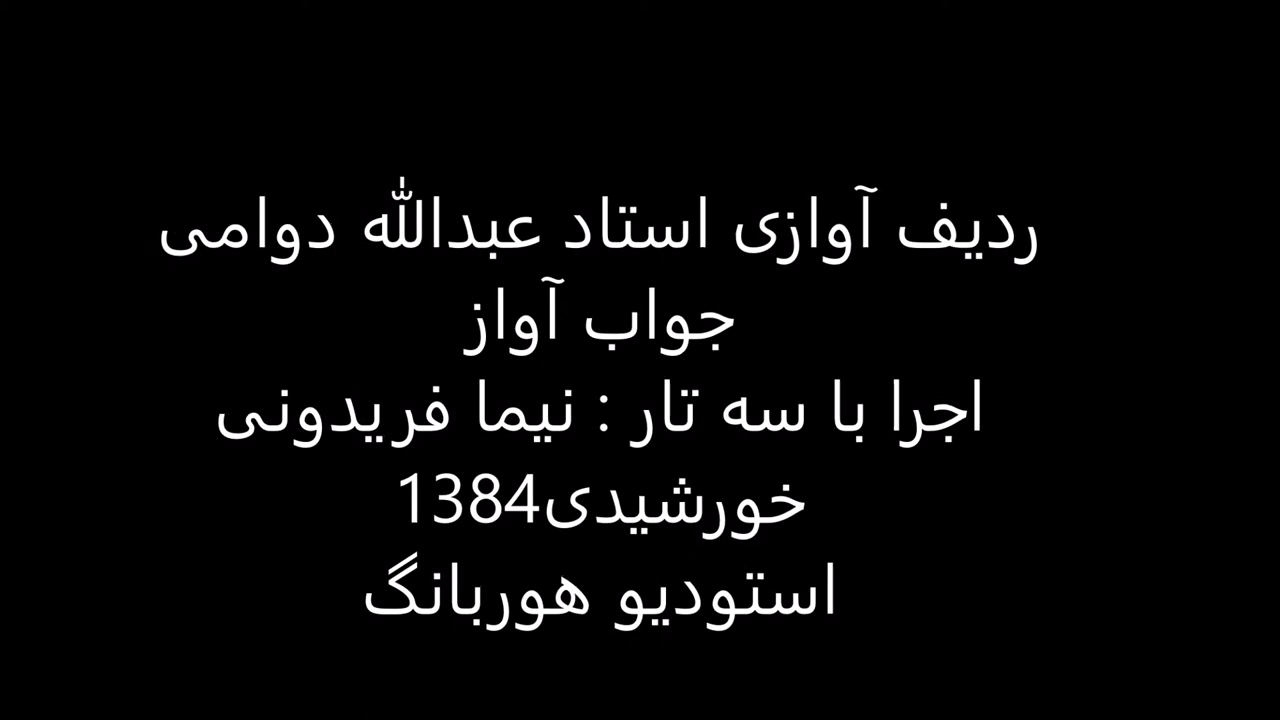 ردیف آوازی استاد عبدالله دوامی
جواب آواز
اجرا با سه تار : نیما فریدونی
خورشیدی1384
استودیو هوربانگ